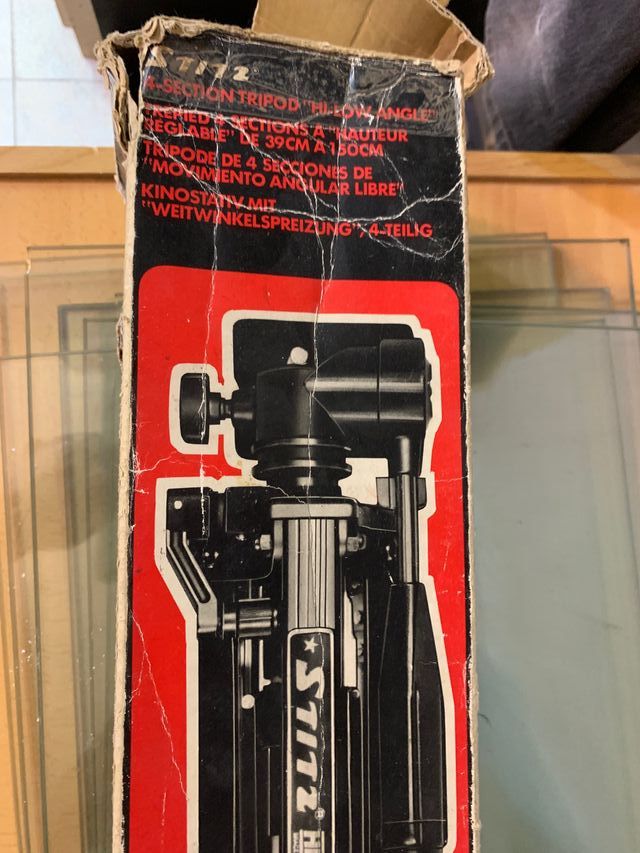 STITZ
4-SECTION TRIPOD "HI-LOW ANGLE"
TREPIED 4 SECTIONS A "HAUTEUR
REGLABLE" DE 39CM A 150CM
TRIPODE DE 4 SECCIONES DE
"MOVIMIENTO ANGULAR LIBRE"
KINOSTATIV MIT
"WEITWINKELSPREIZUNG", 4-TEILIG
STITZ®